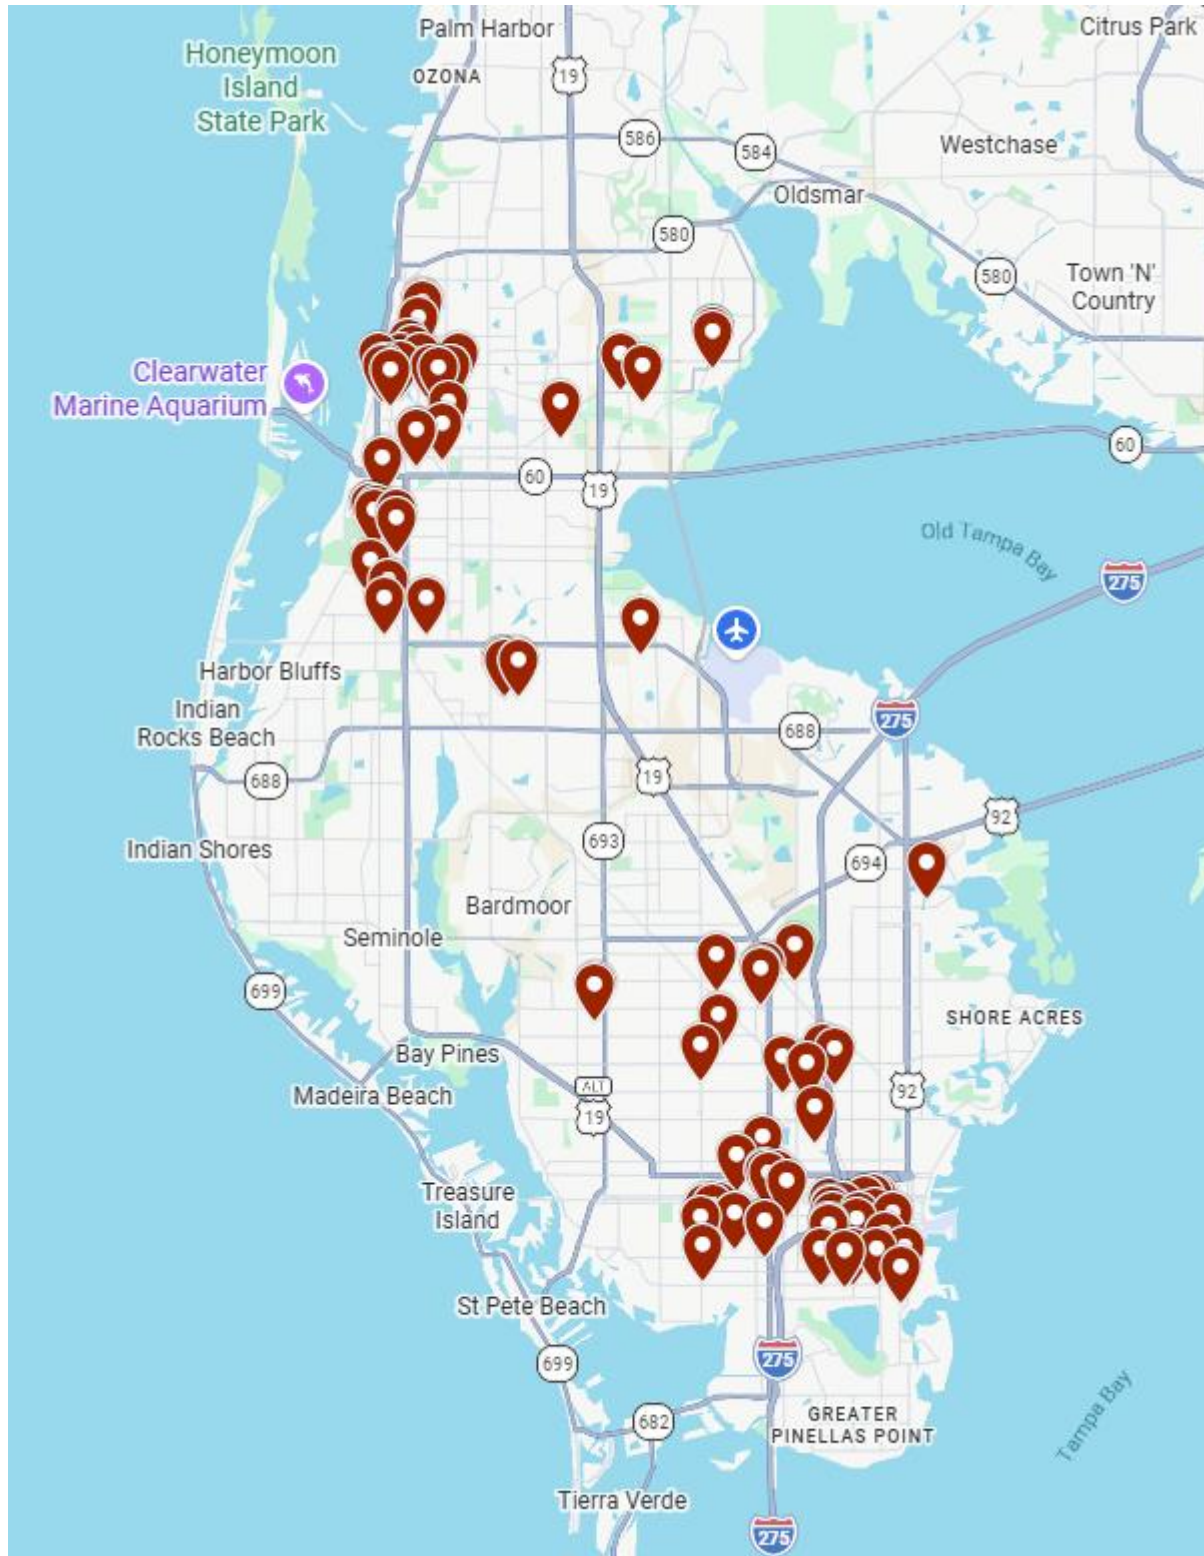 Palm Harbor
Citrus Park
Honeymoon
Island
State Park
OZONA
19
586
584
Westchase
Oldsmar
580
580
Town 'N'
Country
Clearwater
Marine Aquarium
60
60
19
Old Tampa
Bay
275
Harbor Bluffs
Indian
Rocks Beach
275
688
688
19
92
Indian Shores
693
694
Bardmoor
Seminole
699
SHORE ACRES
Bay Pines
Madeira Beach
ALT
19
92
Treasure
Island
St Pete Beach
699
275
682
GREATER
PINELLAS POINT
Tampa Bay
Tierra Verde
275